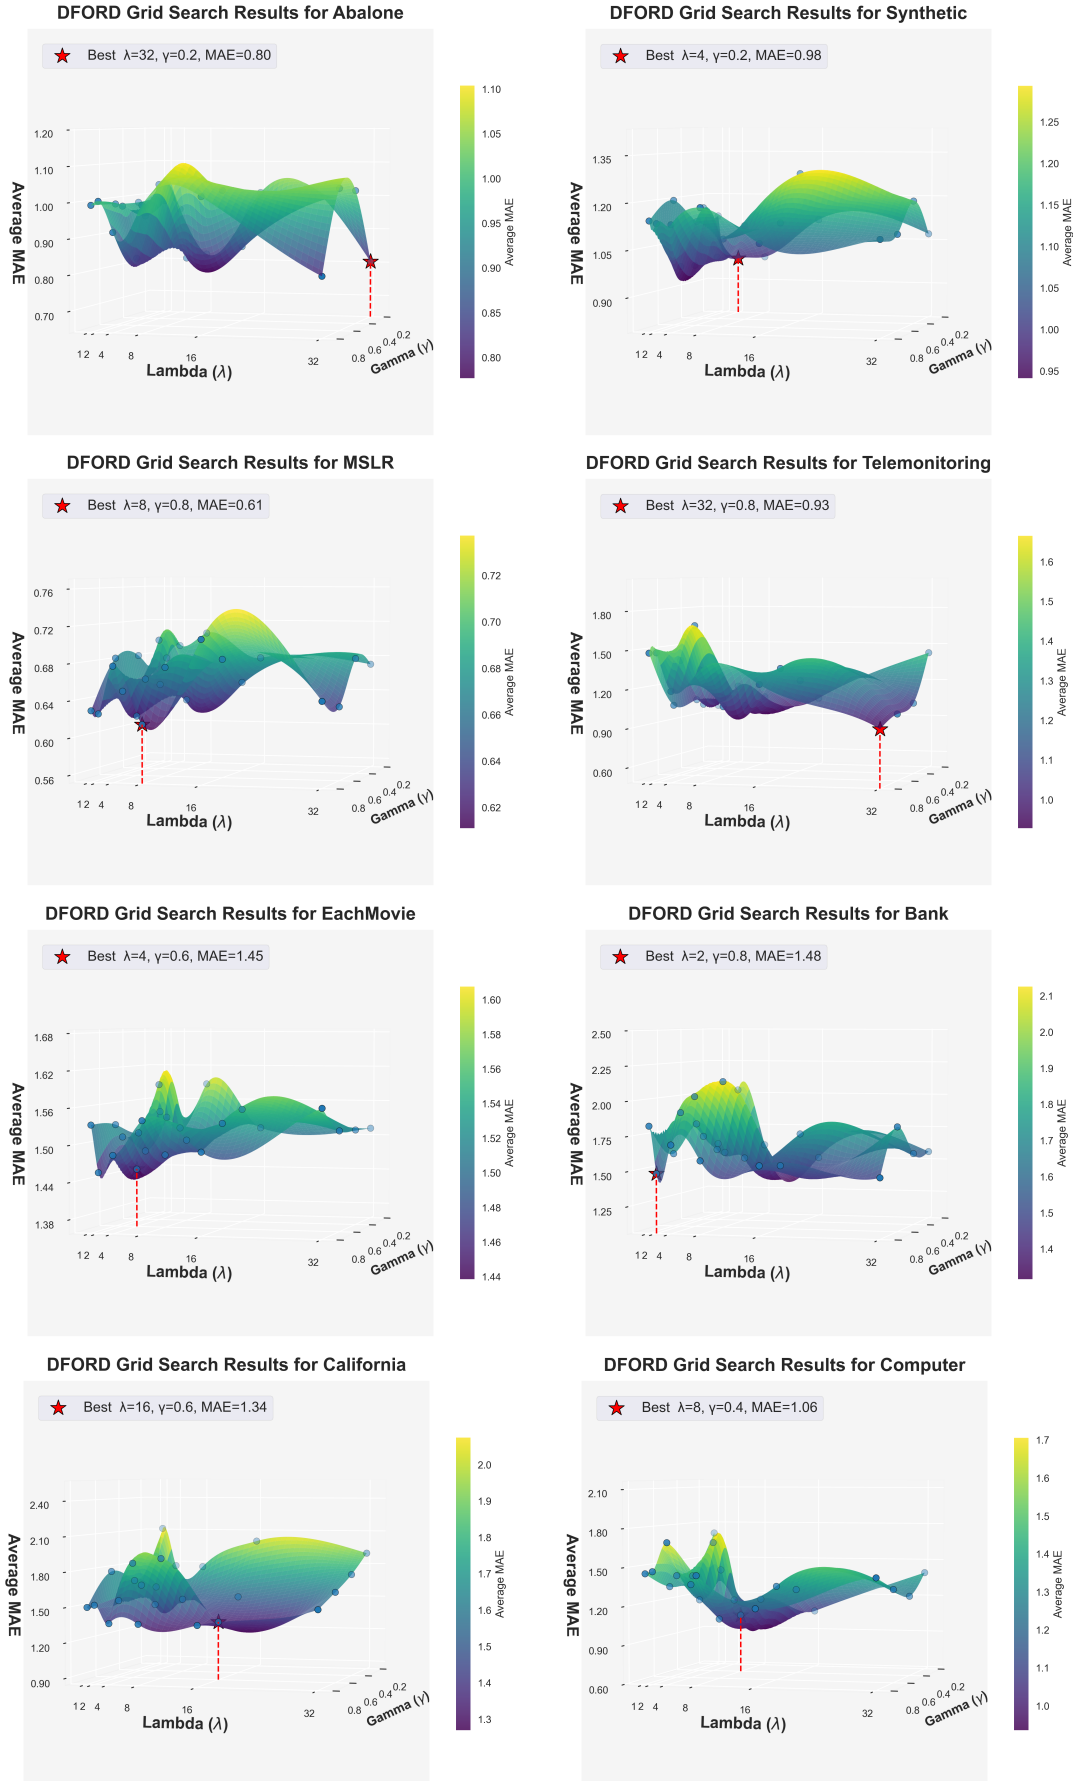 DFORD Grid Search Results for Abalone
Best λ=32, γ=0.2, MAE=0.80
1.20
1.10
1.00
0.90
0.80
0.70
Average MAE
1 2 4 8 16 32
Lambda (λ)
0.8 0.6 0.4 0.2
Gamma (γ)
1.10
1.05
1.00
0.95
0.90
0.85
0.80
Average MAE
DFORD Grid Search Results for Synthetic
Best λ=4, γ=0.2, MAE=0.98
1.35
1.20
1.05
0.90
Average MAE
1 2 4 8 16 32
Lambda (λ)
0.8 0.6 0.4 0.2
Gamma (γ)
1.25
1.20
1.15
1.10
1.05
1.00
0.95
Average MAE
DFORD Grid Search Results for MSLR
Best λ=8, γ=0.8, MAE=0.61
0.76
0.72
0.68
0.64
0.60
0.56
Average MAE
1 2 4 8 16 32
Lambda (λ)
0.8 0.6 0.4 0.2
Gamma (γ)
0.72
0.70
0.68
0.66
0.64
0.62
Average MAE
DFORD Grid Search Results for Telemonitoring
Best λ=32, γ=0.8, MAE=0.93
1.80
1.50
1.20
0.90
0.60
Average MAE
1 2 4 8 16 32
Lambda (λ)
0.8 0.6 0.4 0.2
Gamma (γ)
1.6
1.5
1.4
1.3
1.2
1.1
1.0
Average MAE
DFORD Grid Search Results for EachMovie
Best λ=4, γ=0.6, MAE=1.45
1.68
1.62
1.56
1.50
1.44
1.38
Average MAE
1 2 4 8 16 32
Lambda (λ)
0.8 0.6 0.4 0.2
Gamma (γ)
1.60
1.58
1.56
1.54
1.52
1.50
1.48
1.46
1.44
Average MAE
DFORD Grid Search Results for Bank
Best λ=2, γ=0.8, MAE=1.48
2.50
2.25
2.00
1.75
1.50
1.25
Average MAE
1 2 4 8 16 32
Lambda (λ)
0.8 0.6 0.4 0.2
Gamma (γ)
2.1
2.0
1.9
1.8
1.7
1.6
1.5
1.4
Average MAE
DFORD Grid Search Results for California
Best λ=16, γ=0.6, MAE=1.34
2.40
2.10
1.80
1.50
1.20
0.90
Average MAE
1 2 4 8 16 32
Lambda (λ)
0.8 0.6 0.4 0.2
Gamma (γ)
2.0
1.9
1.8
1.7
1.6
1.5
1.4
1.3
Average MAE
DFORD Grid Search Results for Computer
Best λ=8, γ=0.4, MAE=1.06
2.10
1.80
1.50
1.20
0.90
0.60
Average MAE
1 2 4 8 16 32
Lambda (λ)
0.8 0.6 0.4 0.2
Gamma (γ)
1.7
1.6
1.5
1.4
1.3
1.2
1.1
1.0
Average MAE